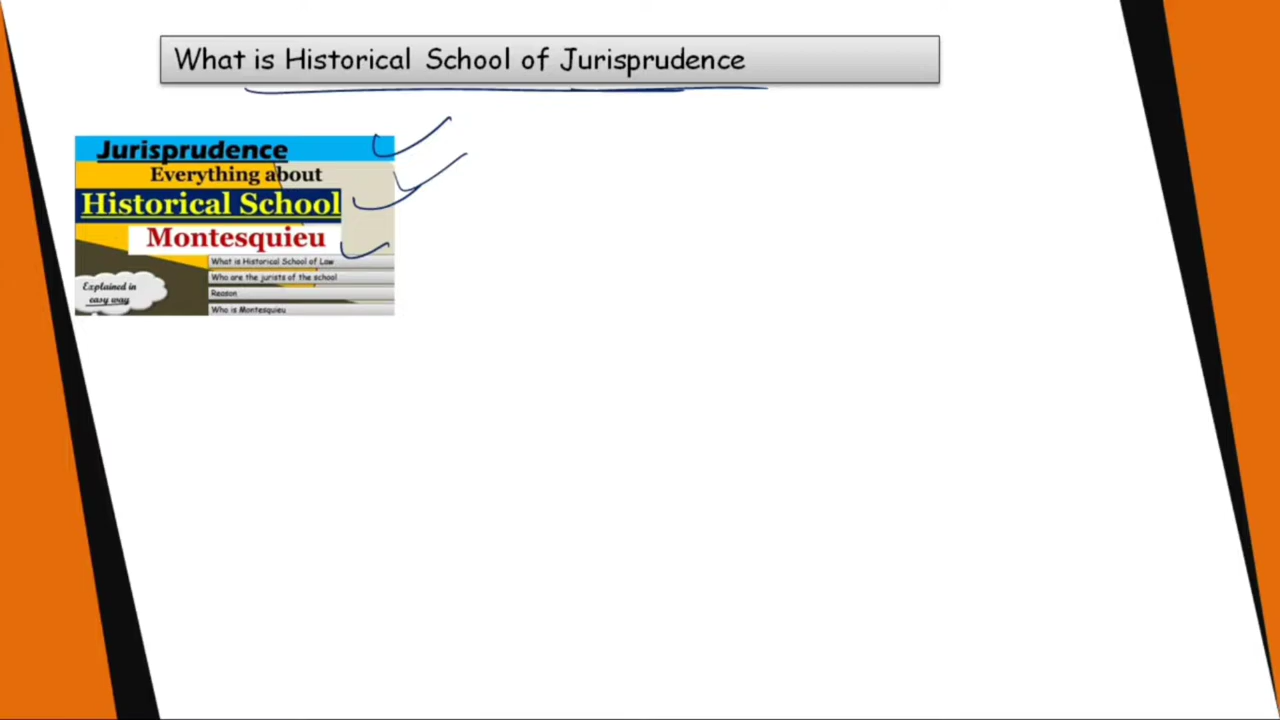 What is Historical School of Jurisprudence
Jurisprudence
Everything about
Historical School
Montesquieu
What is Historical School of Law
Who are the jurists of the school
Reason
Who is Montesquieu
Explained in
easy way